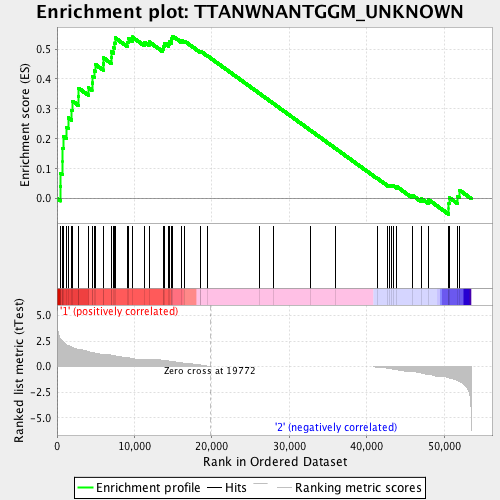 Enrichment plot: TTANWNANTGGM_UNKNOWN
Enrichment score (ES)
0.5
0.4
0.3
0.2
0.1
0.0
'1' (positively correlated)
5.0
2.5
0.0
-2.5
-5.0
Ranked list metric (tTest)
Zero cross at 19772
'2' (negatively correlated)
0
10,000
20,000
30,000
40,000
50,000
Rank in Ordered Dataset
Enrichment profile
Hits
Ranking metric scores